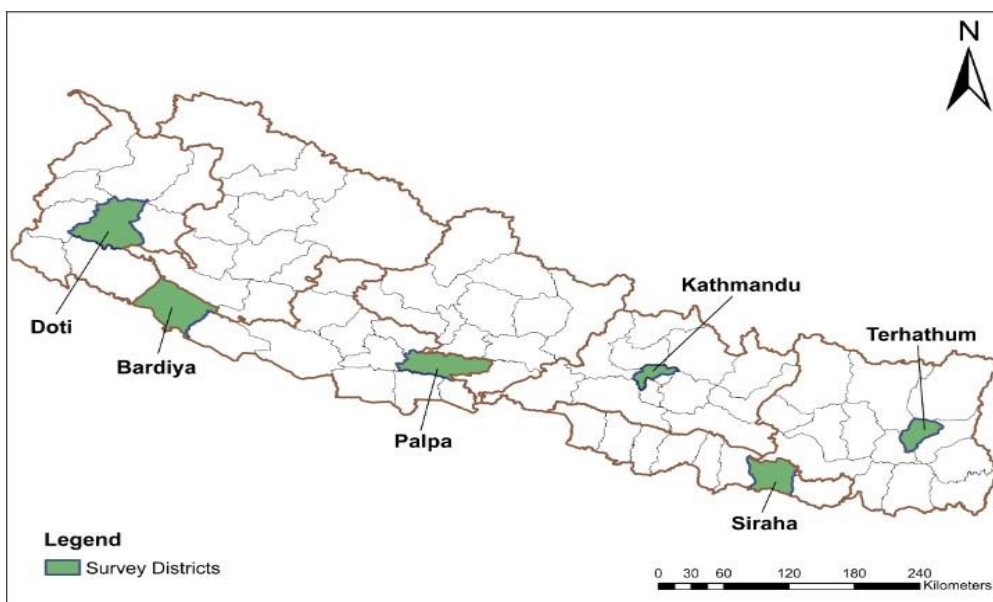 N
Kathmandu
Terhathum
Doti
Bardiya
Palpa
Siraha
Legend
Survey Districts
0 30 60 120 180 240
Kilometers